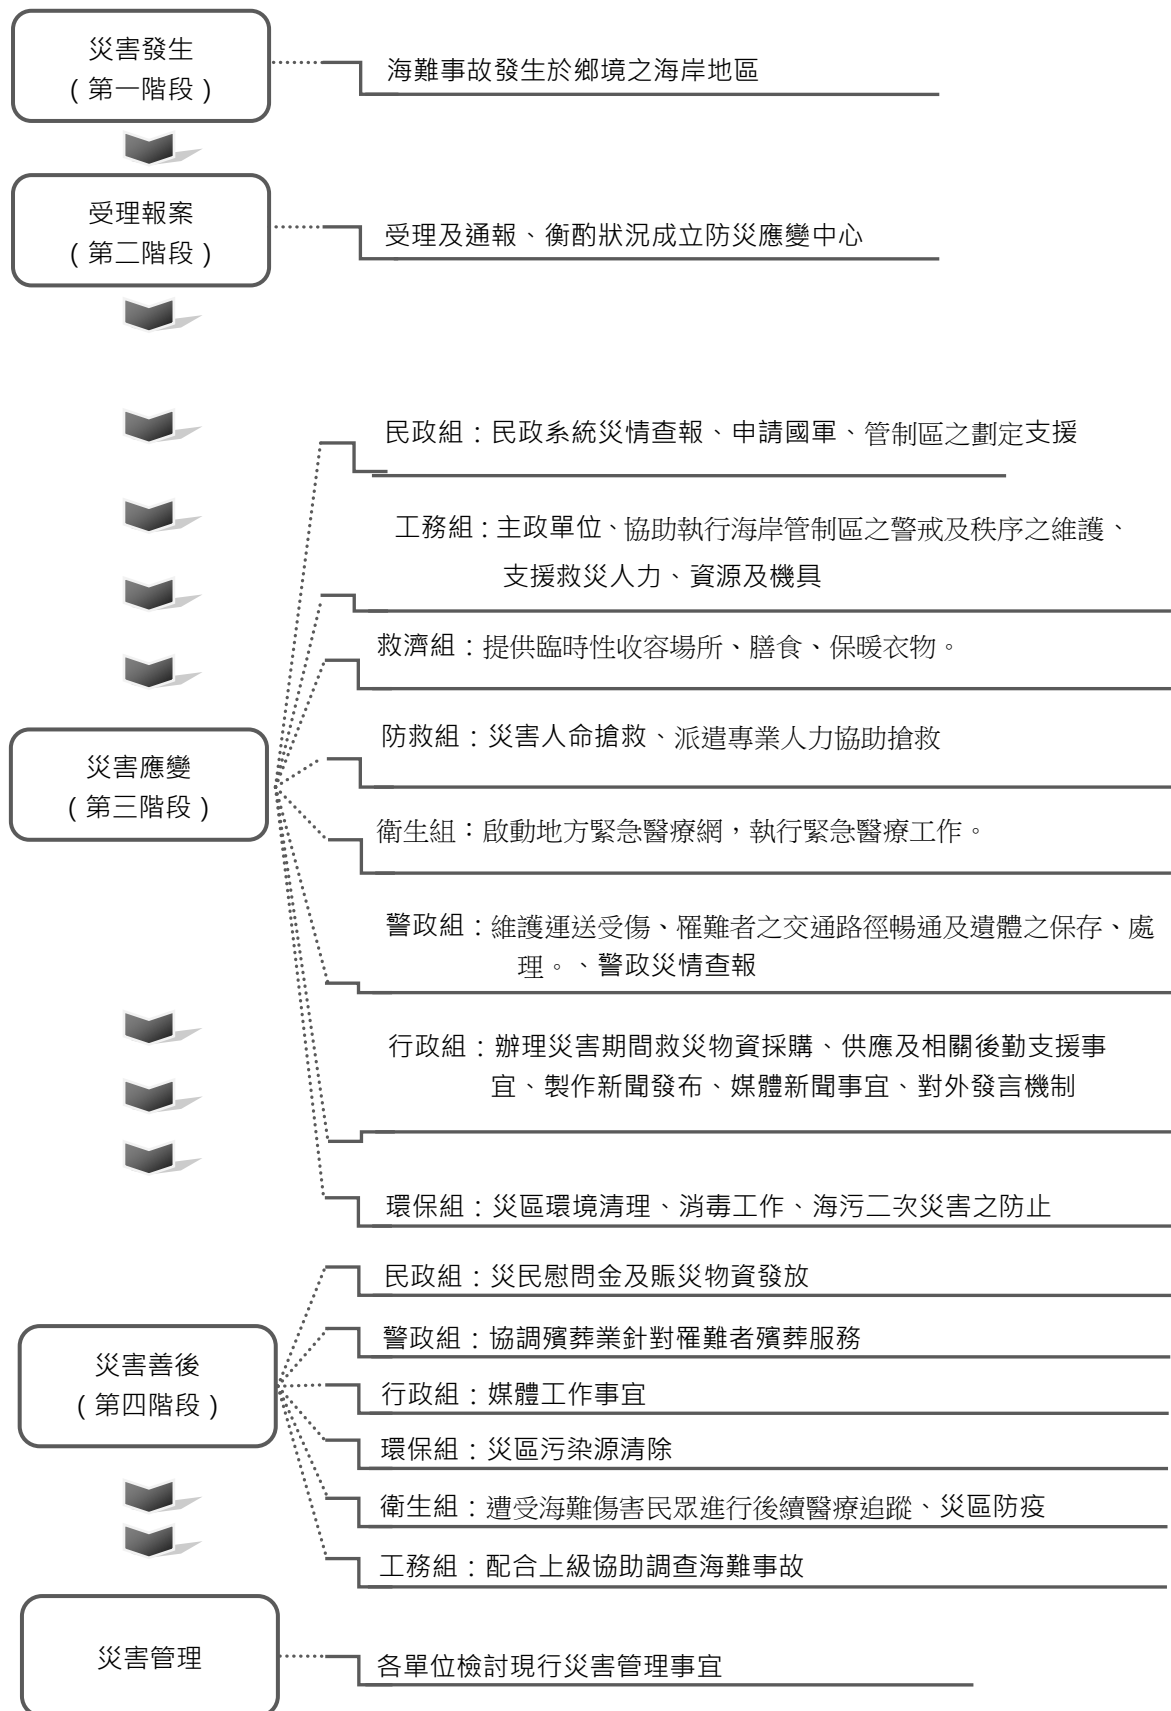 災害發生
(第一階段)
海難事故發生於鄉境之海岸地區
受理報案
(第二階段)
受理及通報、衡酌狀況成立防災應變中心
民政組：民政系統災情查報、申請國軍、管制區之劃定支援
工務組：主政單位、協助執行海岸管制區之警戒及秩序之維護、
支援救災人力、資源及機具
救濟組：提供臨時性收容場所、膳食、保暖衣物。
災害應變
(第三階段)
防救組：災害人命搶救、派遣專業人力協助搶救
衛生組：啟動地方緊急醫療網，執行緊急醫療工作。
警政組：維護運送受傷、罹難者之交通路徑暢通及遺體之保存、處
理。、警政災情查報
行政組：辦理災害期間救災物資採購、供應及相關後勤支援事
宜、製作新聞發布、媒體新聞事宜、對外發言機制
環保組：災區環境清理、消毒工作、海污二次災害之防止
災害善後
(第四階段)
民政組：災民慰問金及賑災物資發放
警政組：協調殯葬業針對罹難者殯葬服務
行政組：媒體工作事宜
環保組：災區污染源清除
衛生組：遭受海難傷害民眾進行後續醫療追蹤、災區防疫
工務組：配合上級協助調查海難事故
災害管理
各單位檢討現行災害管理事宜